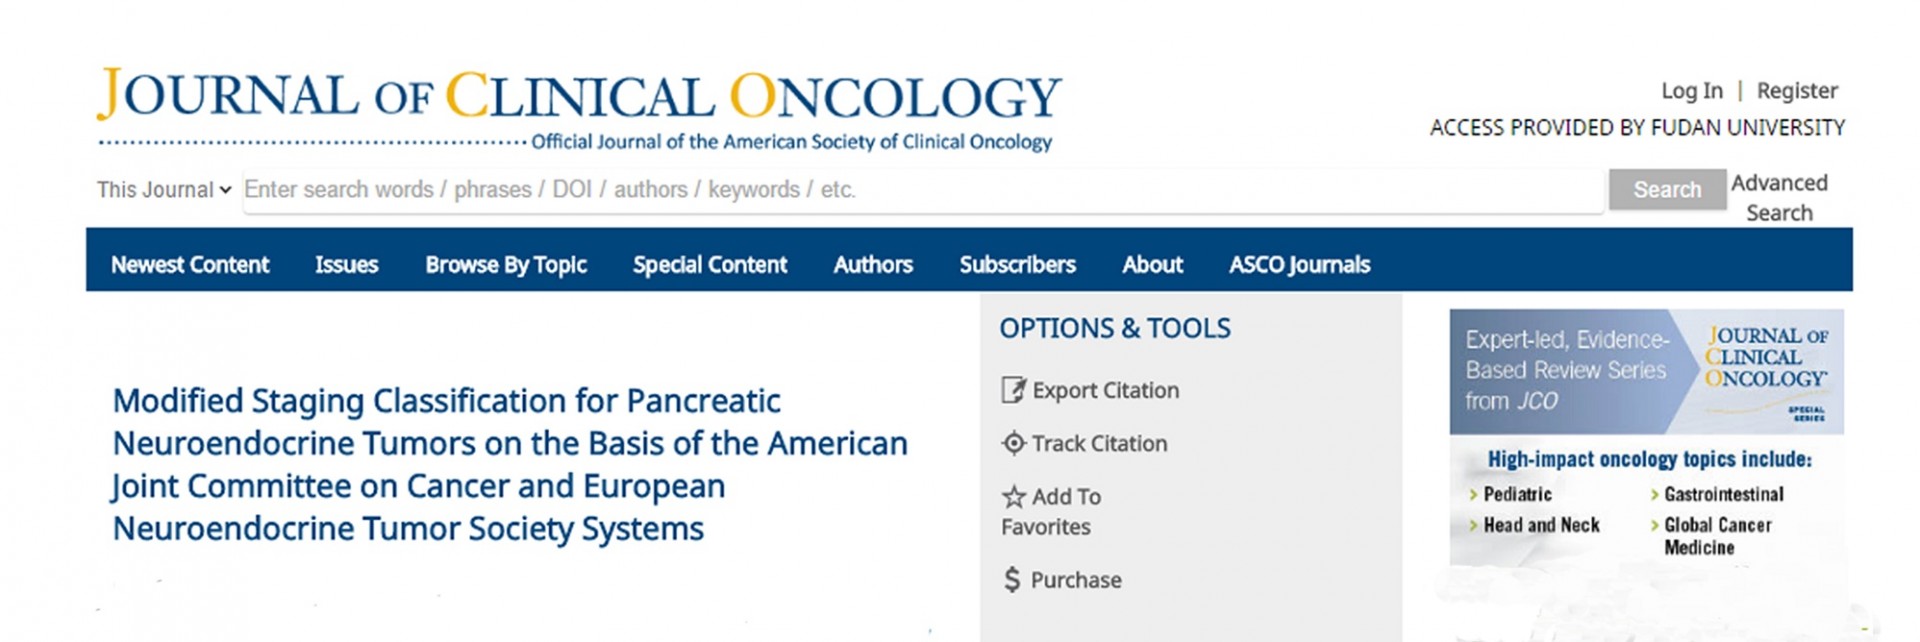 JOURNAL OF CLINICAL ONCOLOGY
Official Journal of the American Society of Clinical Oncology
Log In | Register
ACCESS PROVIDED BY FUDAN UNIVERSITY
This Journal
Enter search words / phrases / DOI / authors / keywords / etc.
Search
Advanced
Search
Newest Content Issues Browse By Topic Special Content Authors Subscribers About ASCO Journals
Modified Staging Classification for Pancreatic
Neuroendocrine Tumors on the Basis of the American
Joint Committee on Cancer and European
Neuroendocrine Tumor Society Systems
OPTIONS & TOOLS
Export Citation
Track Citation
Add To
Favorites
$ Purchase
Expert-led, Evidence-
Based Review Series
from JCO
JOURNAL OF
CLINICAL
ONCOLOGY
SPECIAL
SERIES
High-impact oncology topics include:
> Pediatric
> Head and Neck
> Gastrointestinal
> Global Cancer
Medicine